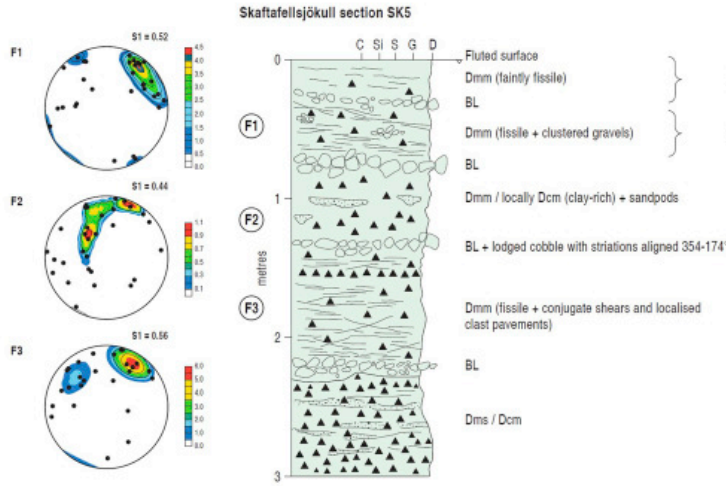 Skaftafellsjökull section SK5
F1
S1 = 0.52
4.5
4.0
3.5
3.0
2.5
2.0
1.5
1.0
0.5
0.0
F2
S1 = 0.44
1.1
0.9
0.7
0.5
0.3
0.1
F3
S1 = 0.56
6.0
5.0
4.0
3.0
2.0
1.0
0.0
C Si S G D
0
1
2
3
metres
F1
F2
F3
Fluted surface
Dmm (faintly fissile)
BL
Dmm (fissile + clustered gravels)
BL
Dmm / locally Dcm (clay-rich) + sandpods
BL + lodged cobble with striations aligned 354-174°
Dmm (fissile + conjugate shears and localised
clast pavements)
BL
Dms / Dcm